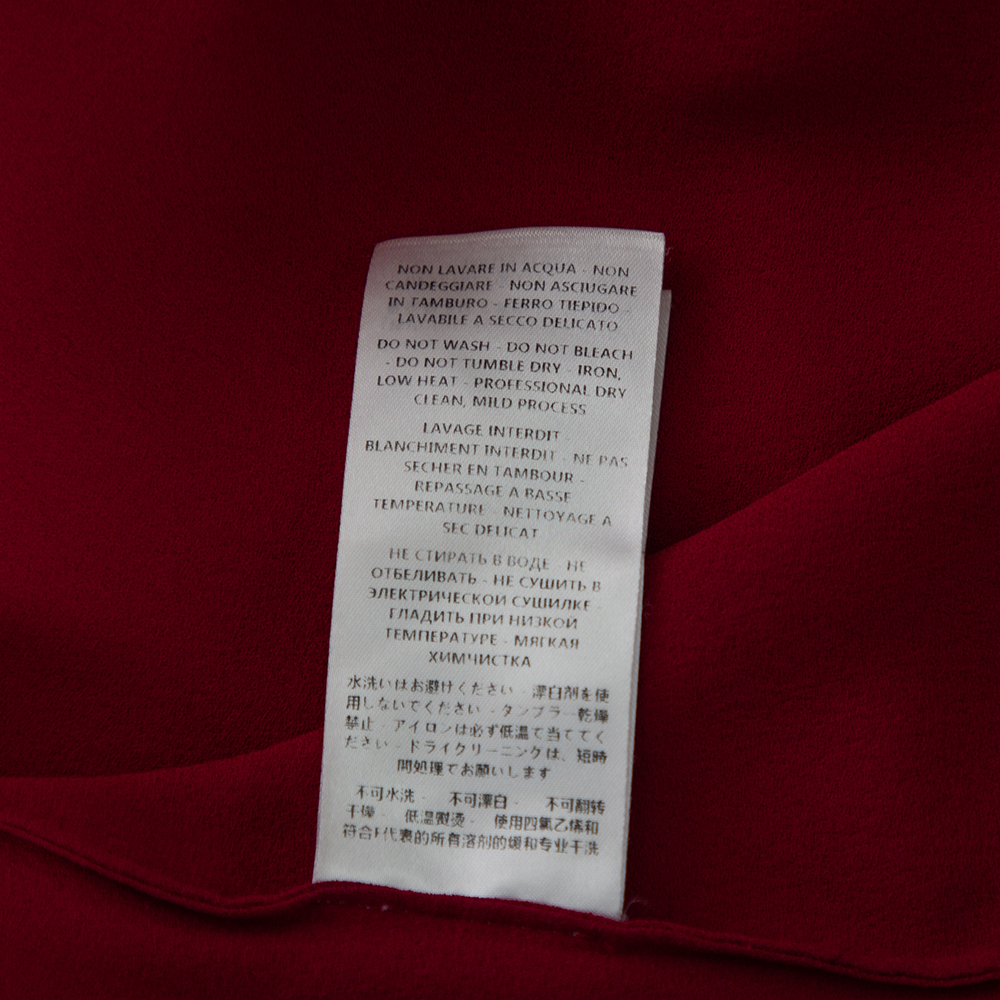 NON LAVARE IN ACQUA - NON
CANDEGGIARE - NON ASCIUGARE
IN TAMBURO - FERRO TIEPIDO -
LAVABILE A SECCO DELICATO
DO NOT WASH - DO NOT BLEACH
- DO NOT TUMBLE DRY - IRON,
LOW HEAT - PROFESSIONAL DRY
CLEAN, MILD PROCESS
LAVAGE INTERDIT -
BLANCHIMENT INTERDIT - NE PAS
SECHER EN TAMBOUR -
REPASSAGE A BASSE
TEMPERATURE - NETTOYAGE A
SEC DELICAT
НЕ СТИРАТЬ В ВОДЕ - НЕ
ОТБЕЛИВАТЬ - НЕ СУШИТЬ В
ЭЛЕКТРИЧЕСКОЙ СУШИЛКЕ
ГЛАДИТЬ ПРИ НИЗКОЙ
ТЕМПЕРАТУРЕ - МЯГКАЯ
ХИМЧИСТКА
水洗いはお避けください - 漂白剤を使
用しないでください - タンブラー乾燥
禁止 - アイロンは必ず低温で当ててく
ださい - ドライクリーニングは、短時
間処理でお願いします
不可水洗 - 不可漂白 - 不可翻转
干燥 - 低温熨烫 - 使用四氯乙烯和
符合F代表的所有溶剂的缓和专业干洗